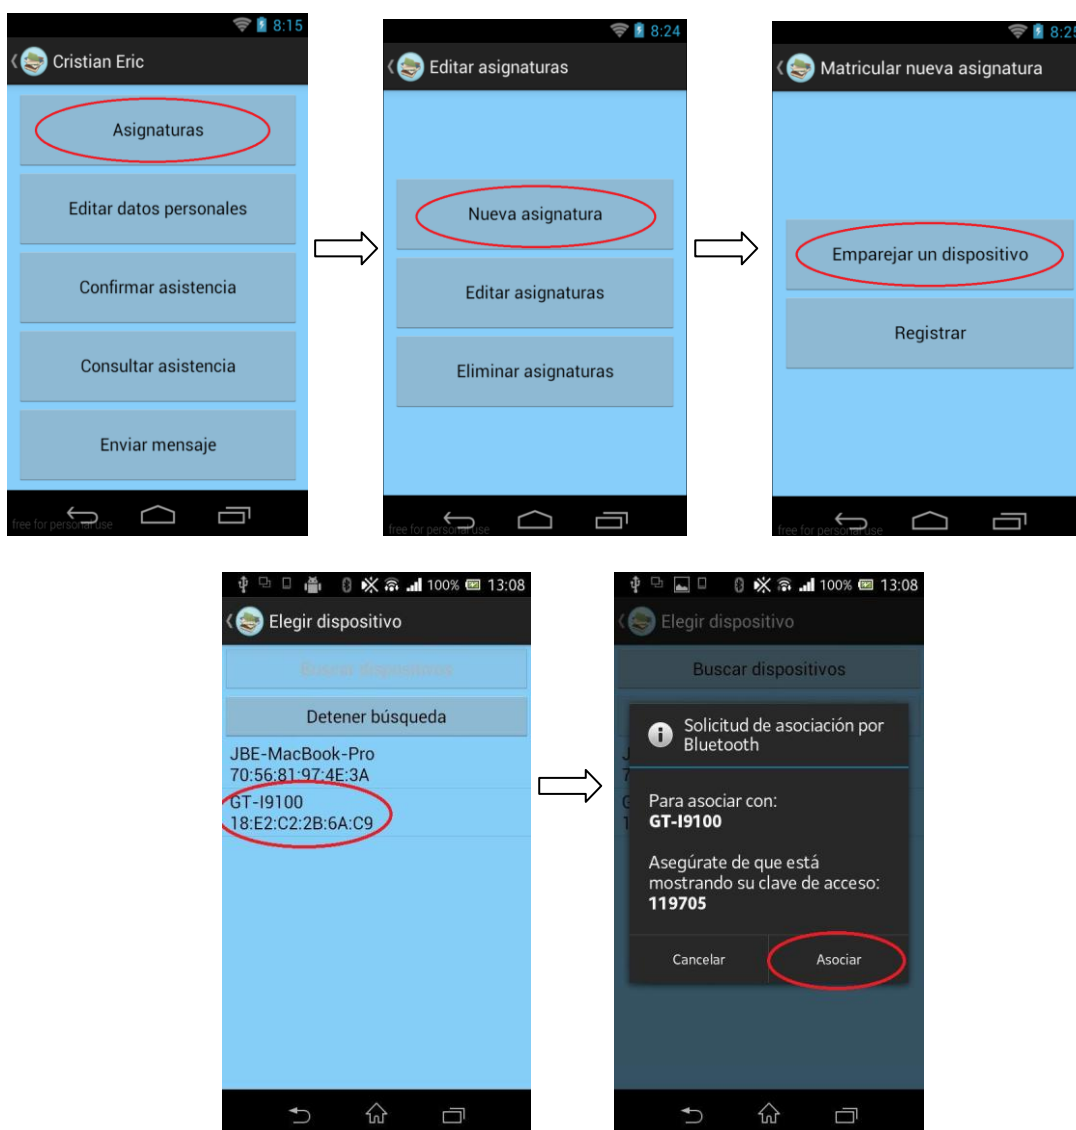 8:15
Cristian Eric
Asignaturas
Editar datos personales
Confirmar asistencia
Consultar asistencia
Enviar mensaje
free for personal use
8:24
Editar asignaturas
Nueva asignatura
Editar asignaturas
Eliminar asignaturas
free for personal use
8:25
Matricular nueva asignatura
Emparejar un dispositivo
Registrar
free for personal use
100% 13:08
Elegir dispositivo
Buscar dispositivos
Detener búsqueda
JBE-MacBook-Pro
70:56:81:97:4E:3A
GT-I9100
18:E2:C2:2B:6A:C9
100% 13:08
Elegir dispositivo
Buscar dispositivos
Solicitud de asociación por
Bluetooth
J
7
Para asociar con:
G
GT-I9100
1
Asegúrate de que está
mostrando su clave de acceso:
119705
Cancelar
Asociar